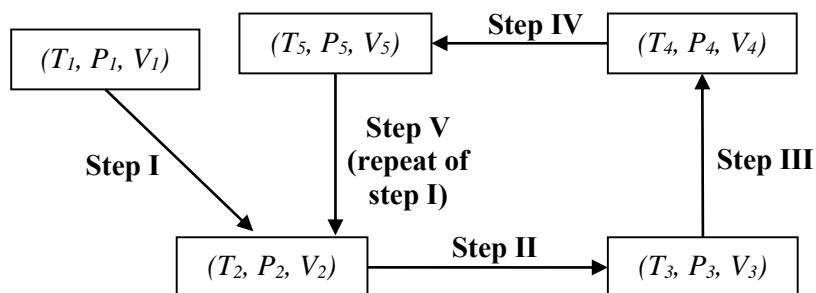 (T1, P1, V1)
(T5, P5, V5)
Step IV
(T4, P4, V4)
Step I
Step V
(repeat of
step I)
Step III
(T2, P2, V2)
Step II
(T3, P3, V3)